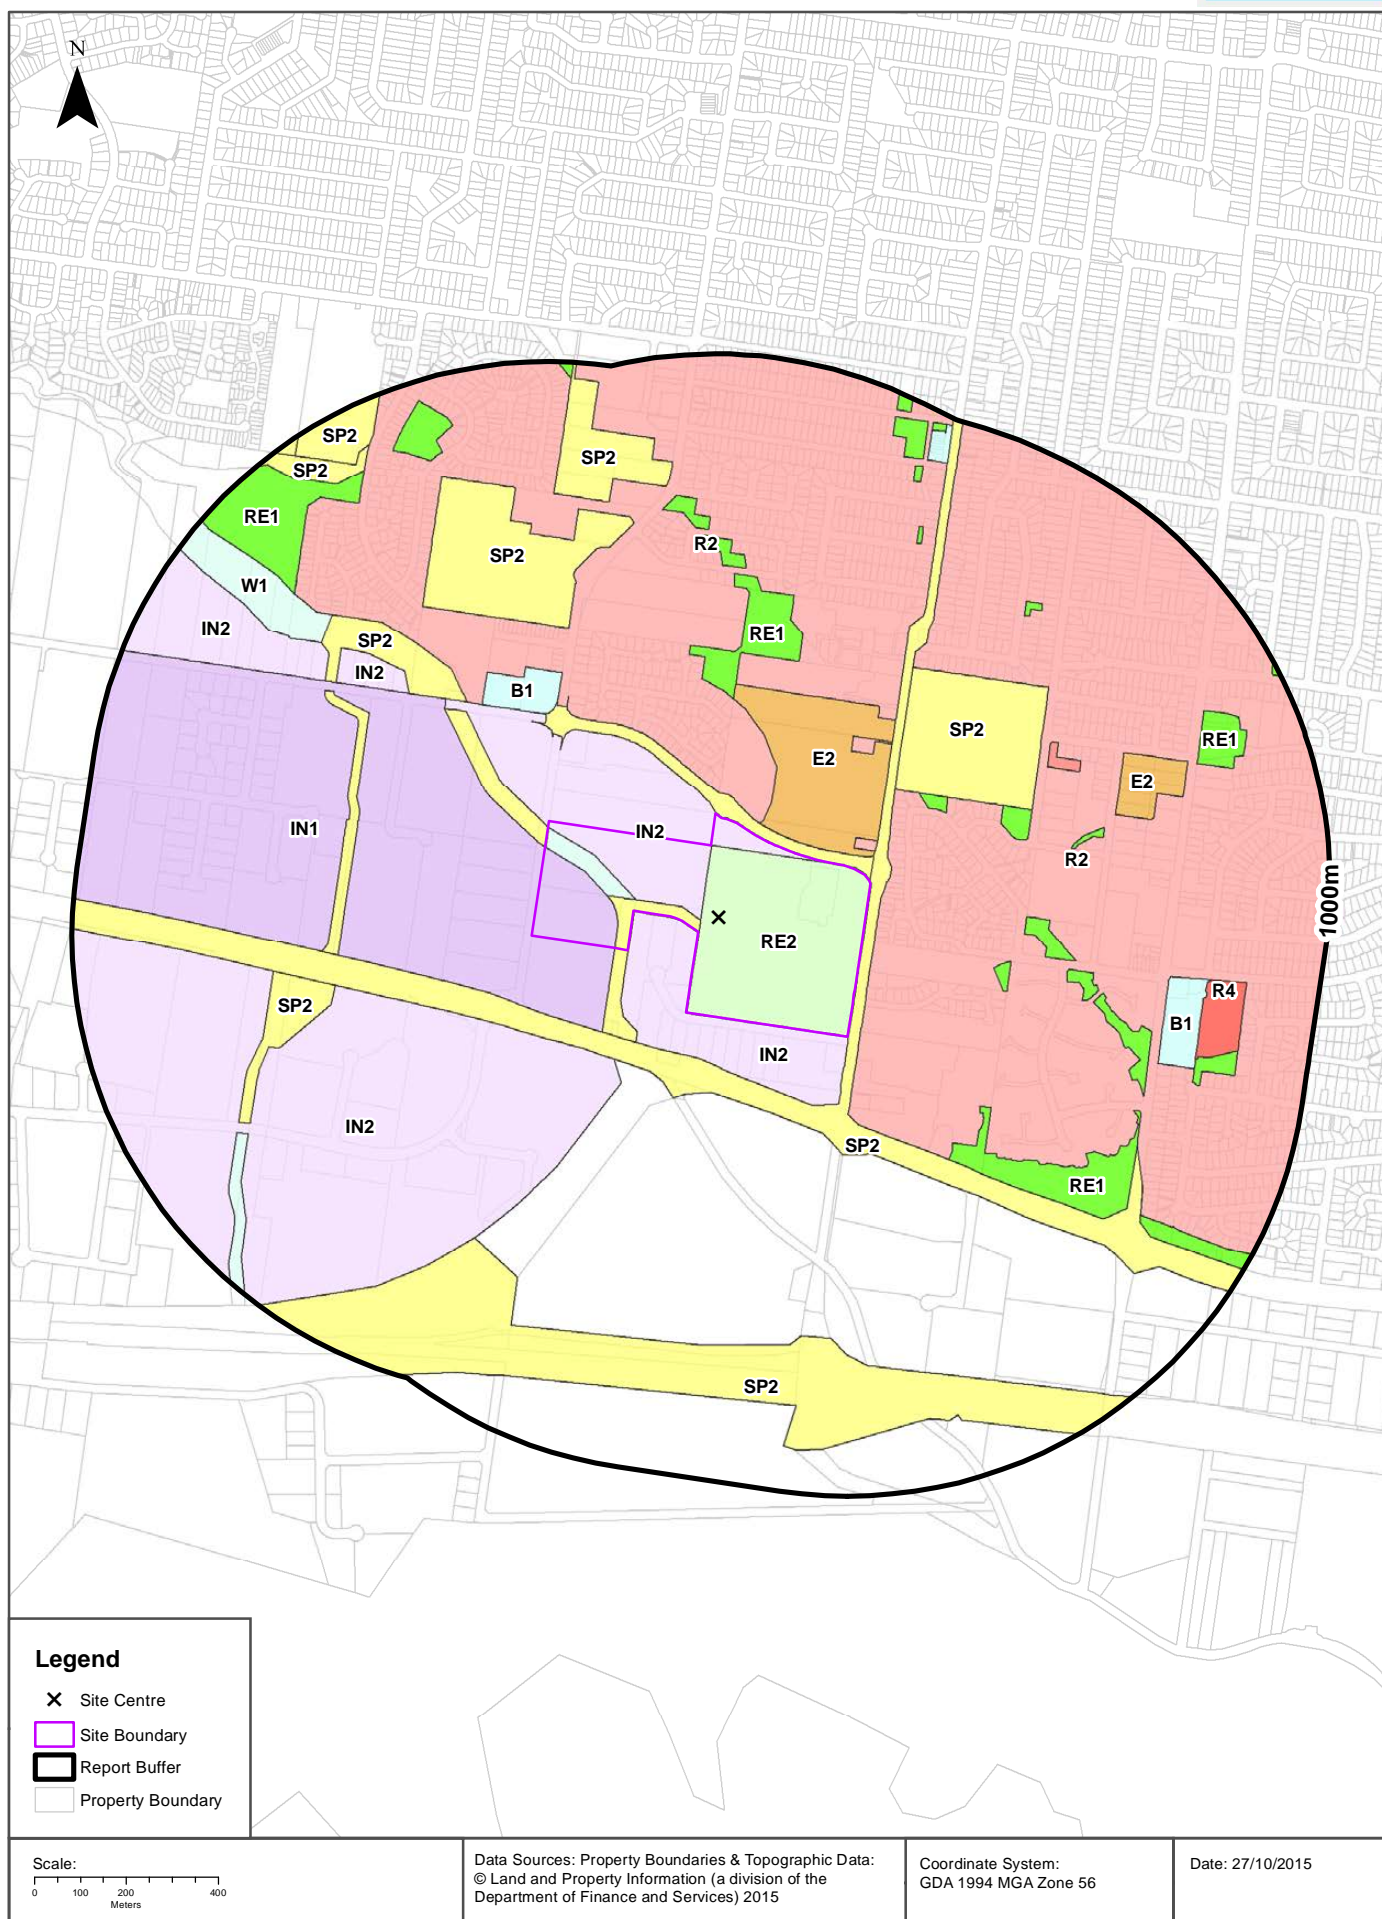 N
SP2
SP2
SP2
RE1
SP2
R2
W1
IN2
SP2
RE1
IN2
B1
SP2
RE1
E2
E2
IN1
IN2
R2
1000m
RE2
R4
SP2
B1
IN2
IN2
SP2
RE1
SP2
Legend
Site Centre
Site Boundary
Report Buffer
Property Boundary
Scale:
0 100 200 400
Meters
Data Sources: Property Boundaries & Topographic Data:
© Land and Property Information (a division of the
Department of Finance and Services) 2015
Coordinate System:
GDA 1994 MGA Zone 56
Date: 27/10/2015